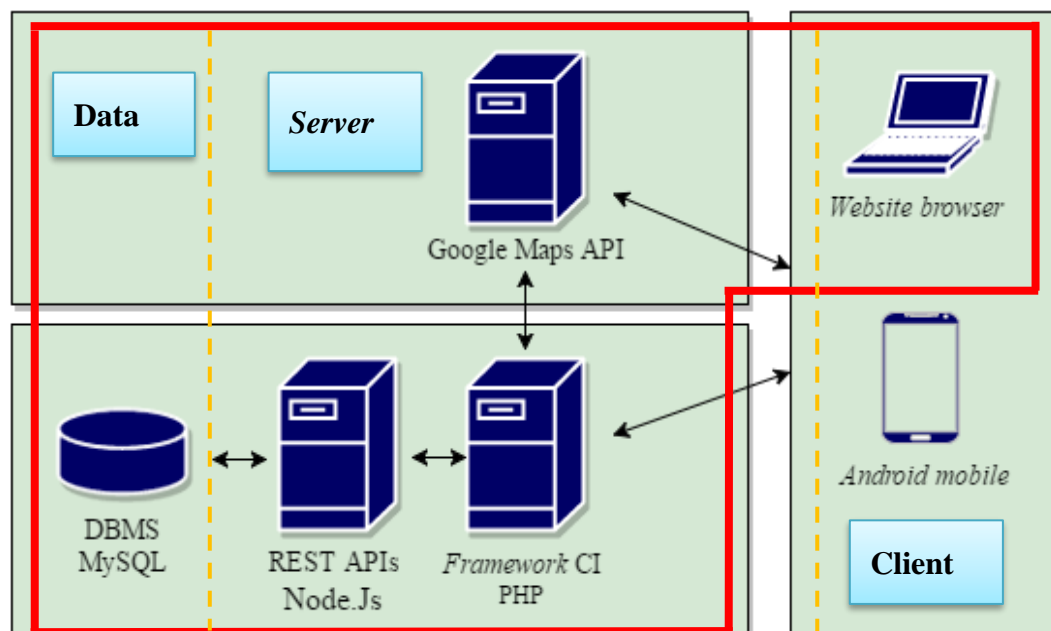 Data
Server
Website browser
Google Maps API
Android mobile
DBMS
MySQL
REST APIs
Node.Js
Framework CI
PHP
Client